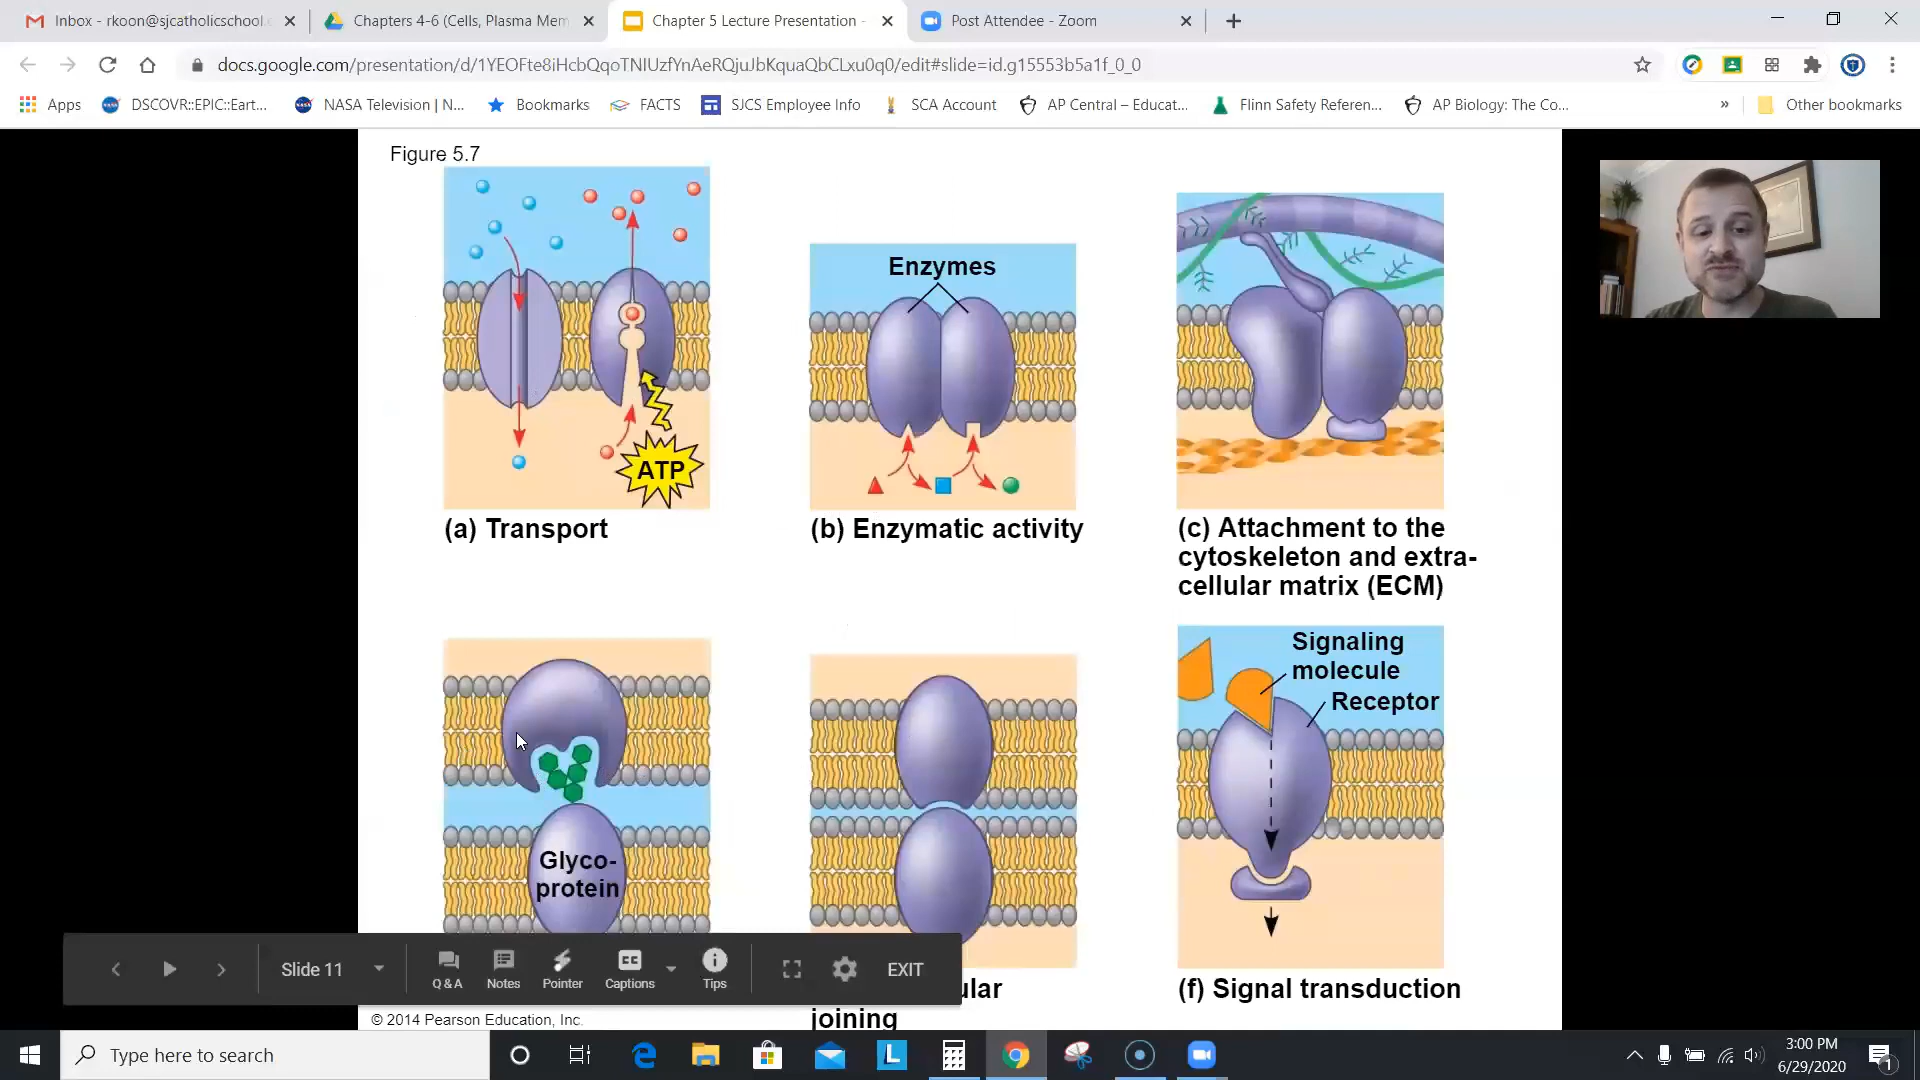 Inbox - rkoon@sjcatholicschool.
Chapters 4-6 (Cells, Plasma Mem
Chapter 5 Lecture Presentation -
Post Attendee - Zoom
docs.google.com/presentation/d/1YEOFte8iHcbQqoTNIUzfYnAeRQjuJbKquaQbCLxu0q0/edit#slide=id.g15553b5a1f_0_0
Apps
DSCOVR::EPIC::Eart...
NASA Television | N...
Bookmarks
FACTS
SJCS Employee Info
SCA Account
AP Central – Educat...
Flinn Safety Referen...
AP Biology: The Co...
»
Other bookmarks
Figure 5.7
ATP
(a) Transport
Enzymes
(b) Enzymatic activity
(c) Attachment to the
cytoskeleton and extra-
cellular matrix (ECM)
Glyco-
protein
ular
joining
Signaling
molecule
Receptor
(f) Signal transduction
Slide 11
Q & A
Notes
Pointer
CC
Captions
Tips
EXIT
© 2014 Pearson Education, Inc.
Type here to search
3:00 PM
6/29/2020
1